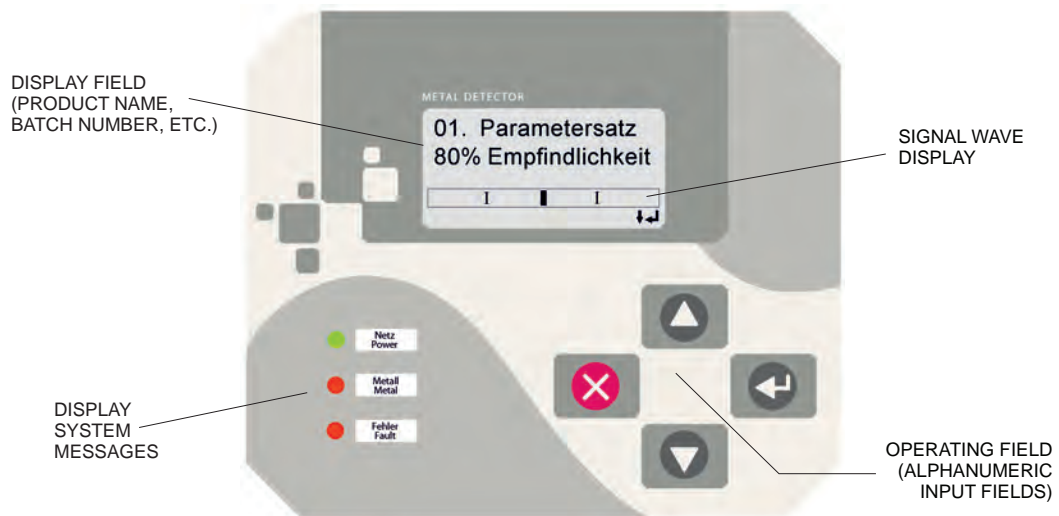 DISPLAY FIELD
(PRODUCT NAME,
BATCH NUMBER, ETC.)
METAL DETECTOR
01. Parametersatz
80% Empfindlichkeit
I I
SIGNAL WAVE
DISPLAY
Netz
Power
Metall
Metal
Fehler
Fault
DISPLAY
SYSTEM
MESSAGES
OPERATING FIELD
(ALPHANUMERIC
INPUT FIELDS)